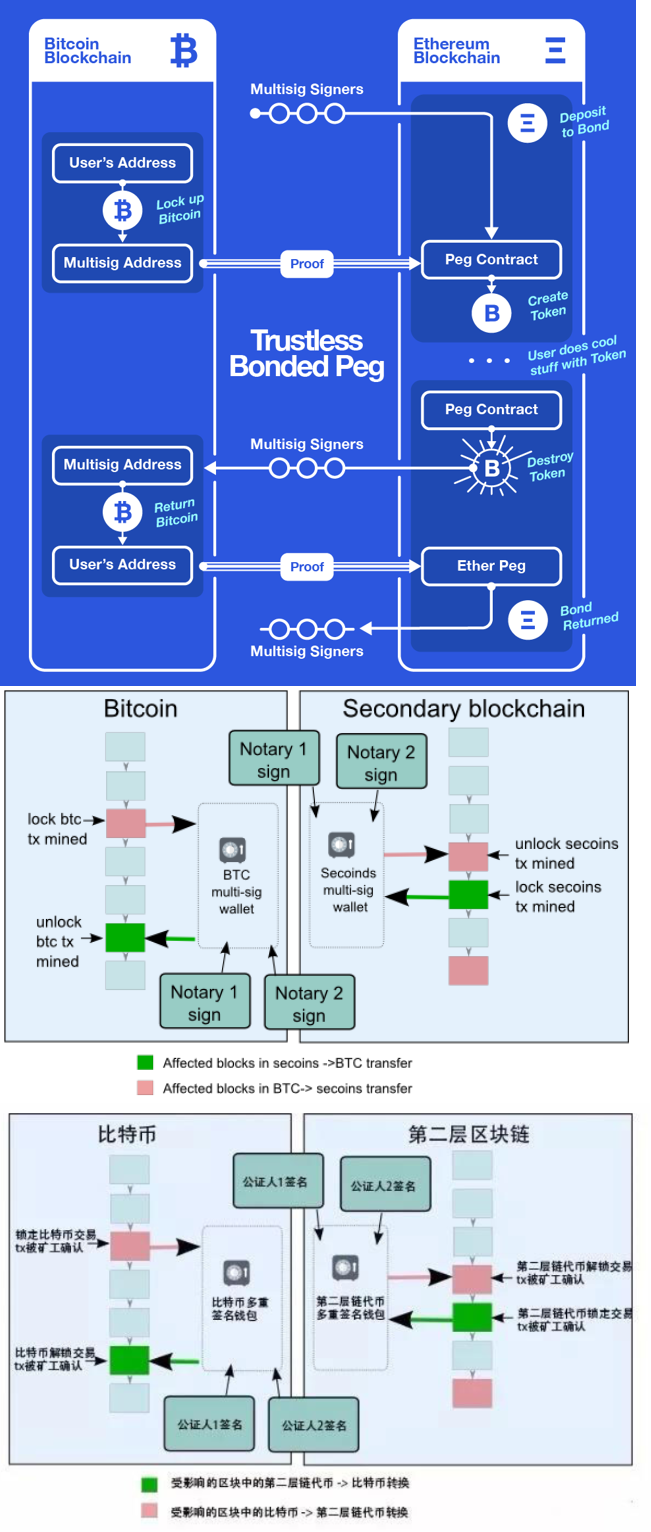 Bitcoin
Blockchain
Ethereum
Blockchain
Multisig Signers
Deposit
to Bond
User's Address
Lock up
Bitcoin
Multisig Address
Proof
Peg Contract
B
Create
Token
Trustless
Bonded Peg
User does cool
stuff with Token
Peg Contract
Multisig Signers
Multisig Address
B
Destroy
Token
Return
Bitcoin
User's Address
Proof
Ether Peg
Bond
Returned
Multisig Signers
Bitcoin
Secondary blockchain
Notary 1
sign
Notary 2
sign
lock btc
tx mined
BTC
multi-sig
wallet
Secoinds
multi-sig
wallet
unlock secoins
tx mined
lock secoins
tx mined
unlock
btc tx
mined
Notary 1
sign
Notary 2
sign
Affected blocks in secoins ->BTC transfer
Affected blocks in BTC-> secoins transfer
比特币
第二层区块链
公证人1签名
公证人2签名
锁走比特币交易
tx被矿工确认
比特币多重
签名钱包
第二层链代币
多重签名钱包
第二层链代币解锁交易
tx被矿工确认
第二层链代币锁走交易
tx被矿工确认
比特币解锁交易
tx被矿工确认
公证人1签名
公证人2签名
受影响的区块中的第二层链代币 -> 比特币转换
受影响的区块中的比特币 -> 第二层链代币转换